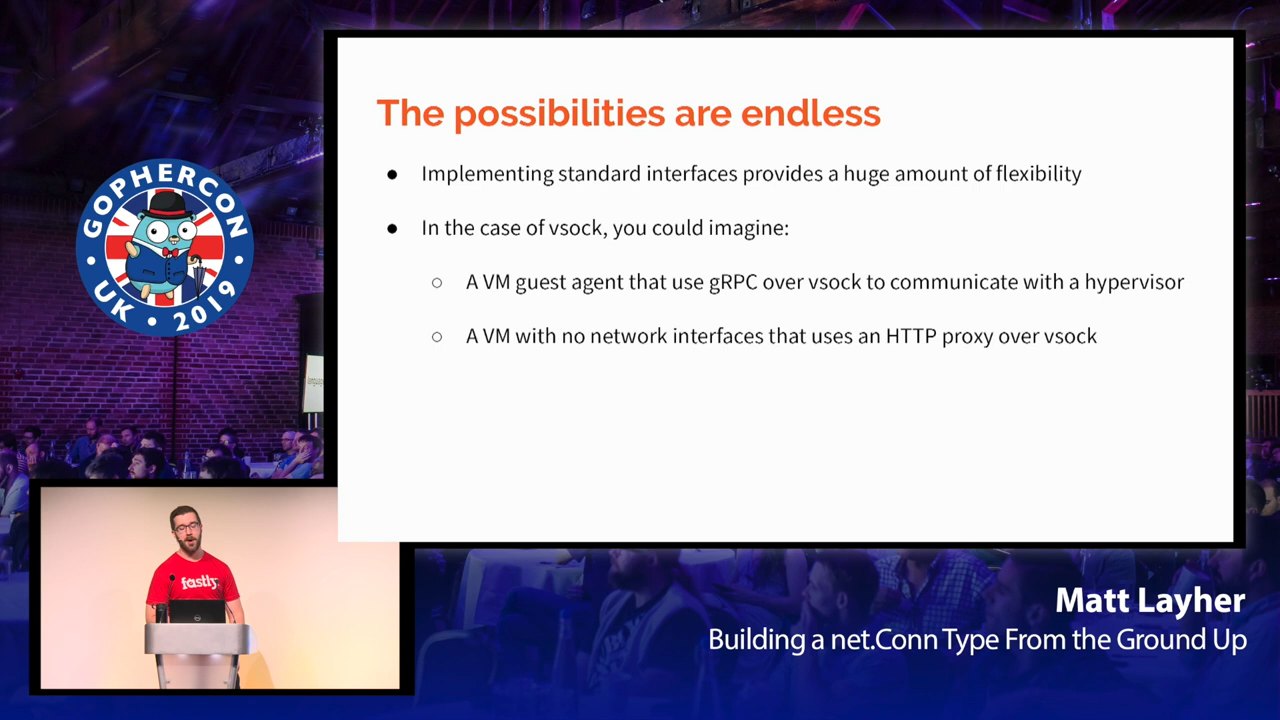 The possibilities are endless
● Implementing standard interfaces provides a huge amount of flexibility
● In the case of vsock, you could imagine:
○ A VM guest agent that use gRPC over vsock to communicate with a hypervisor
○ A VM with no network interfaces that uses an HTTP proxy over vsock
GOPHERCON
UK • 2019
fastly
Matt Layher
Building a net.Conn Type From the Ground Up